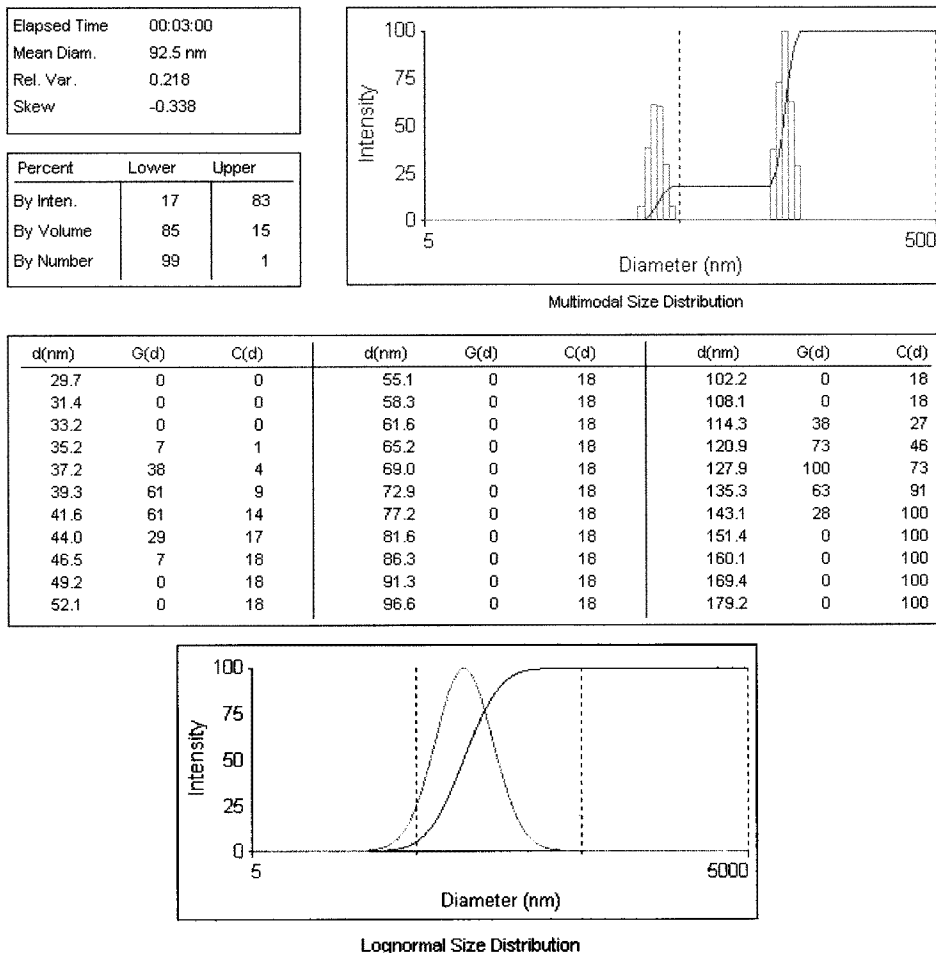 Elapsed Time 00:03:00
Mean Diam. 92.5 nm
Rel. Var. 0.218
Skew -0.338
Percent Lower Upper
By Inten. 17 83
By Volume 85 15
By Number 99 1
100
75
50
25
0
Intensity
5 500
Diameter (nm)
Multimodal Size Distribution
d(nm) G(d) C(d) d(nm) G(d) C(d) d(nm) G(d) C(d)
29.7 0 0 55.1 0 18 102.2 0 18
31.4 0 0 58.3 0 18 108.1 0 18
33.2 0 0 61.6 0 18 114.3 38 27
35.2 7 1 65.2 0 18 120.9 73 46
37.2 38 4 69.0 0 18 127.9 100 73
39.3 61 9 72.9 0 18 135.3 63 91
41.6 61 14 77.2 0 18 143.1 28 100
44.0 29 17 81.6 0 18 151.4 0 100
46.5 7 18 86.3 0 18 160.1 0 100
49.2 0 18 91.3 0 18 169.4 0 100
52.1 0 18 96.6 0 18 179.2 0 100
100
75
50
25
0
Intensity
5 5000
Diameter (nm)
Lognormal Size Distribution